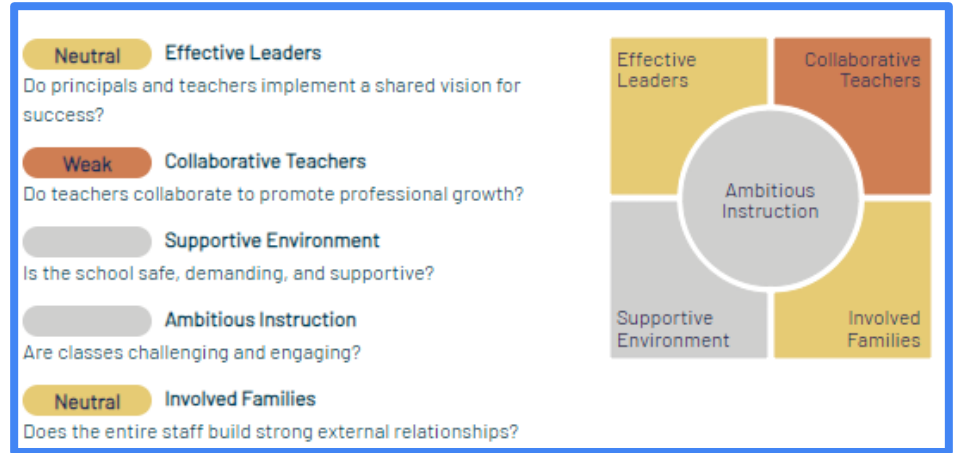 Neutral Effective Leaders
Do principals and teachers implement a shared vision for
success?
Weak Collaborative Teachers
Do teachers collaborate to promote professional growth?
Supportive Environment
Is the school safe, demanding, and supportive?
Ambitious Instruction
Are classes challenging and engaging?
Neutral Involved Families
Does the entire staff build strong external relationships?
Effective
Leaders
Collaborative
Teachers
Ambitious
Instruction
Supportive
Environment
Involved
Families